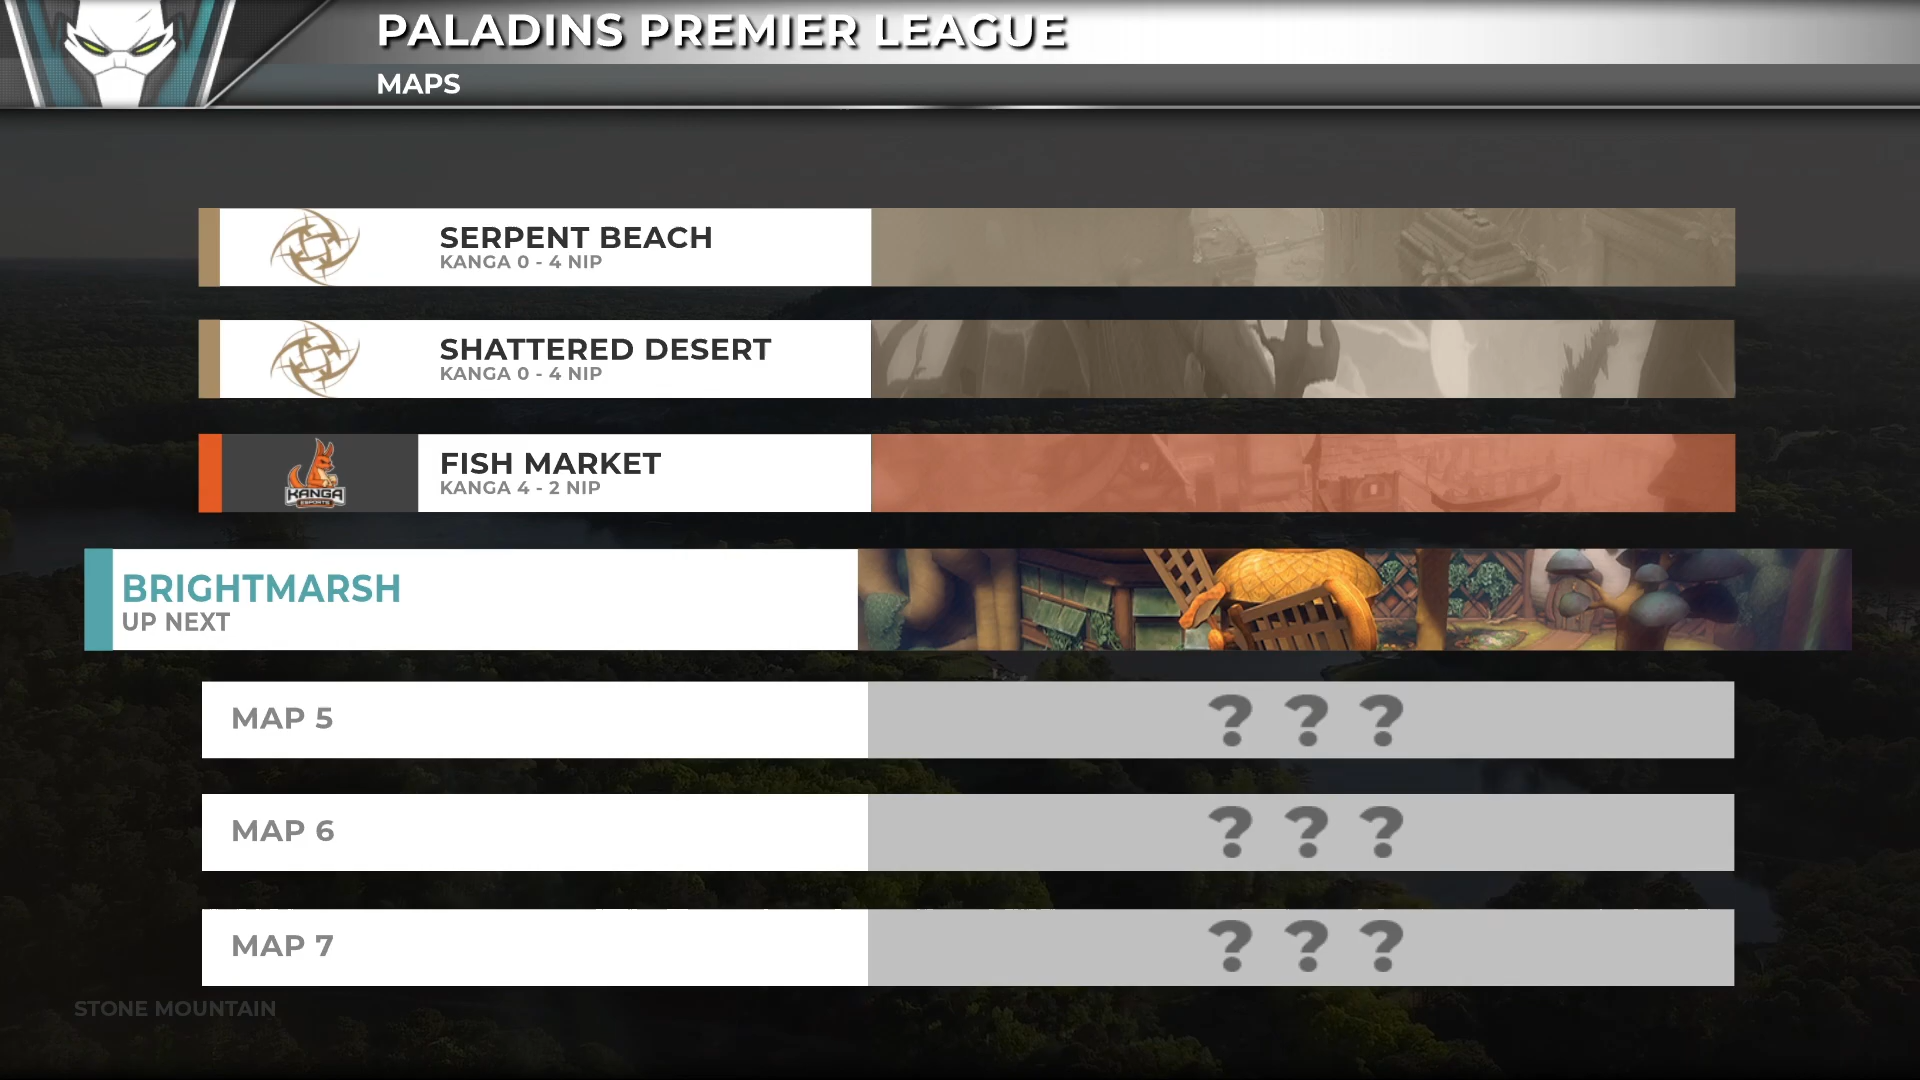 PALADINS PREMIER LEAGUE
MAPS
SERPENT BEACH
KANGA 0 - 4 NIP
SHATTERED DESERT
KANGA 0 - 4 NIP
KANGA
ESPORTS
FISH MARKET
KANGA 4 - 2 NIP
BRIGHTMARSH
UP NEXT
MAP 5
? ? ?
MAP 6
? ? ?
MAP 7
? ? ?
STONE MOUNTAIN